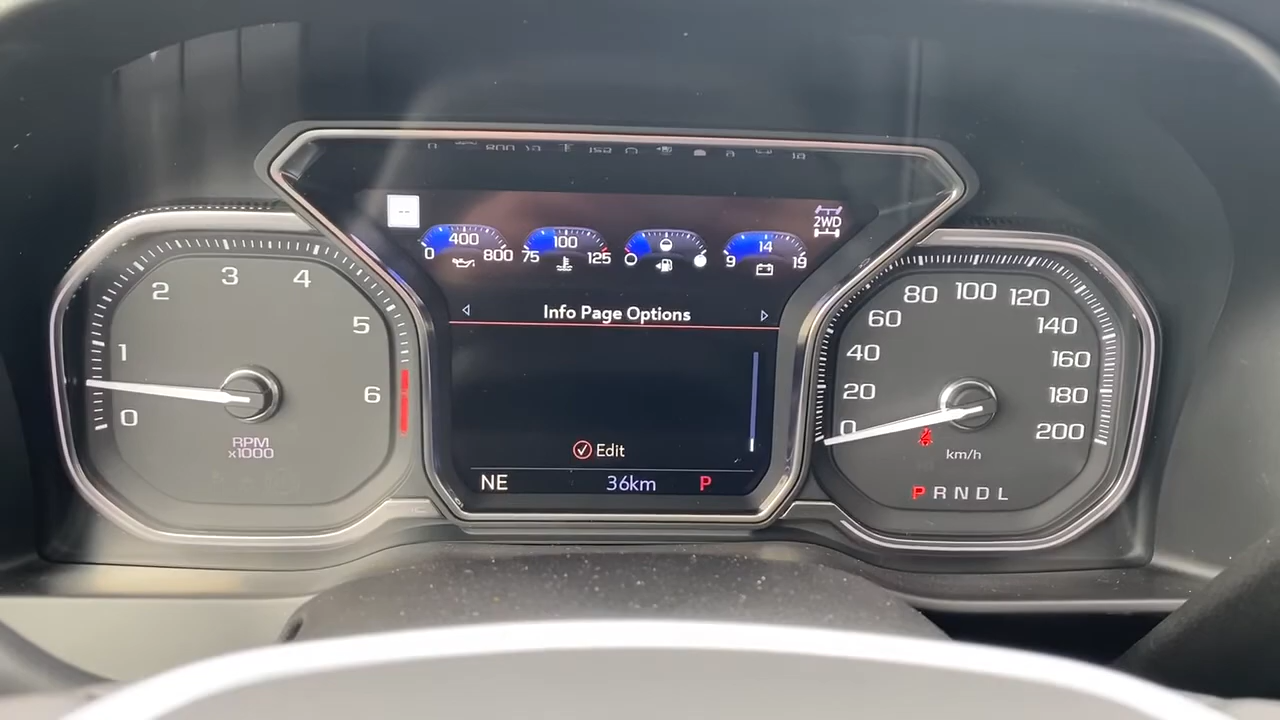 2WD
0 400 800
75 100 125
9 14 19
Info Page Options
Edit
NE 36km P
0 1 2 3 4 5 6
RPM
x1000
0 20 40 60 80 100 120 140 160 180 200
km/h
P R N D L